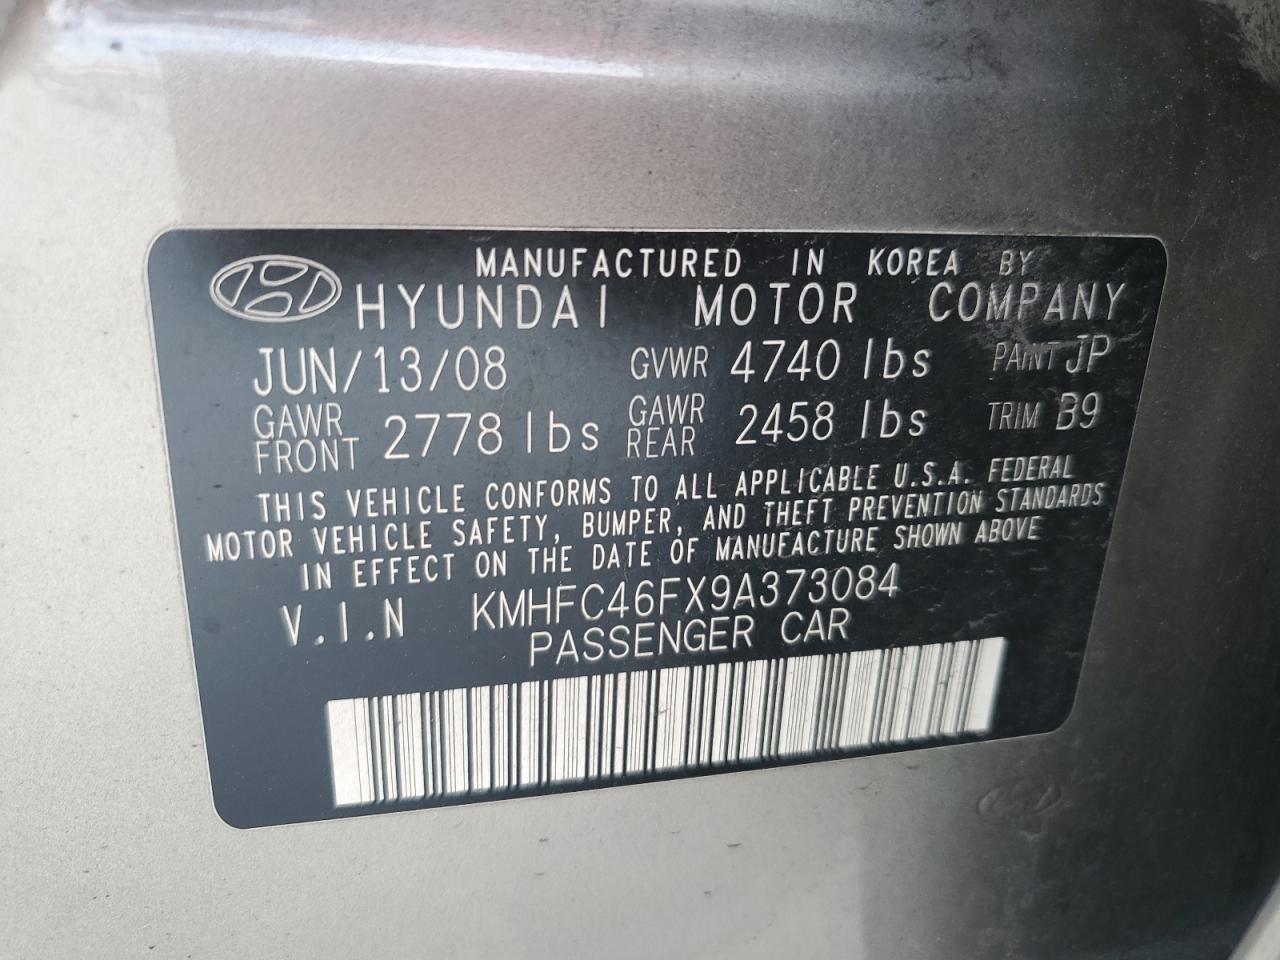 MANUFACTURED IN KOREA BY
HYUNDAI MOTOR COMPANY
JUN/13/08 GVWR 4740 lbs PAINT JP
GAWR FRONT 2778 lbs GAWR REAR 2458 lbs TRIM B9
THIS VEHICLE CONFORMS TO ALL APPLICABLE U.S.A. FEDERAL
MOTOR VEHICLE SAFETY, BUMPER, AND THEFT PREVENTION STANDARDS
IN EFFECT ON THE DATE OF MANUFACTURE SHOWN ABOVE
V.I.N KMHFC46FX9A373084
PASSENGER CAR